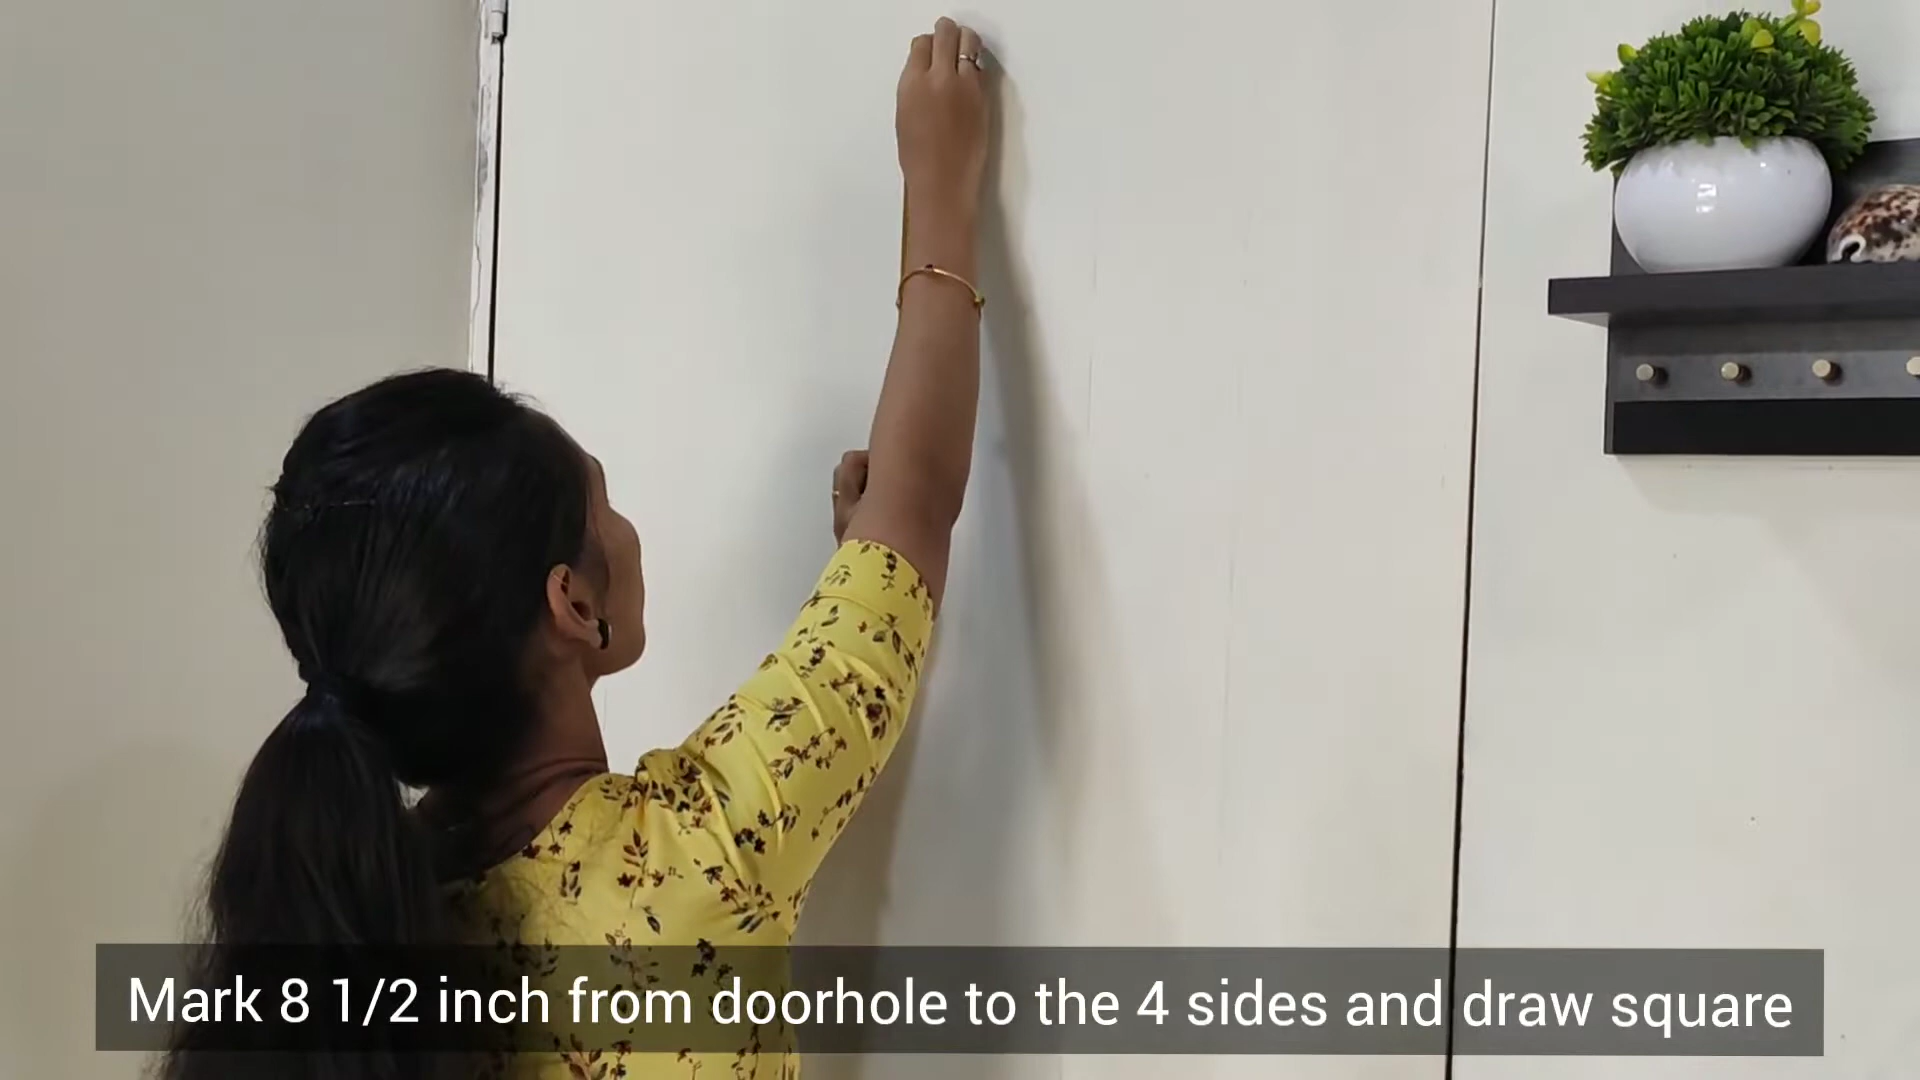 Mark 8 1/2 inch from doorhole to the 4 sides and draw square